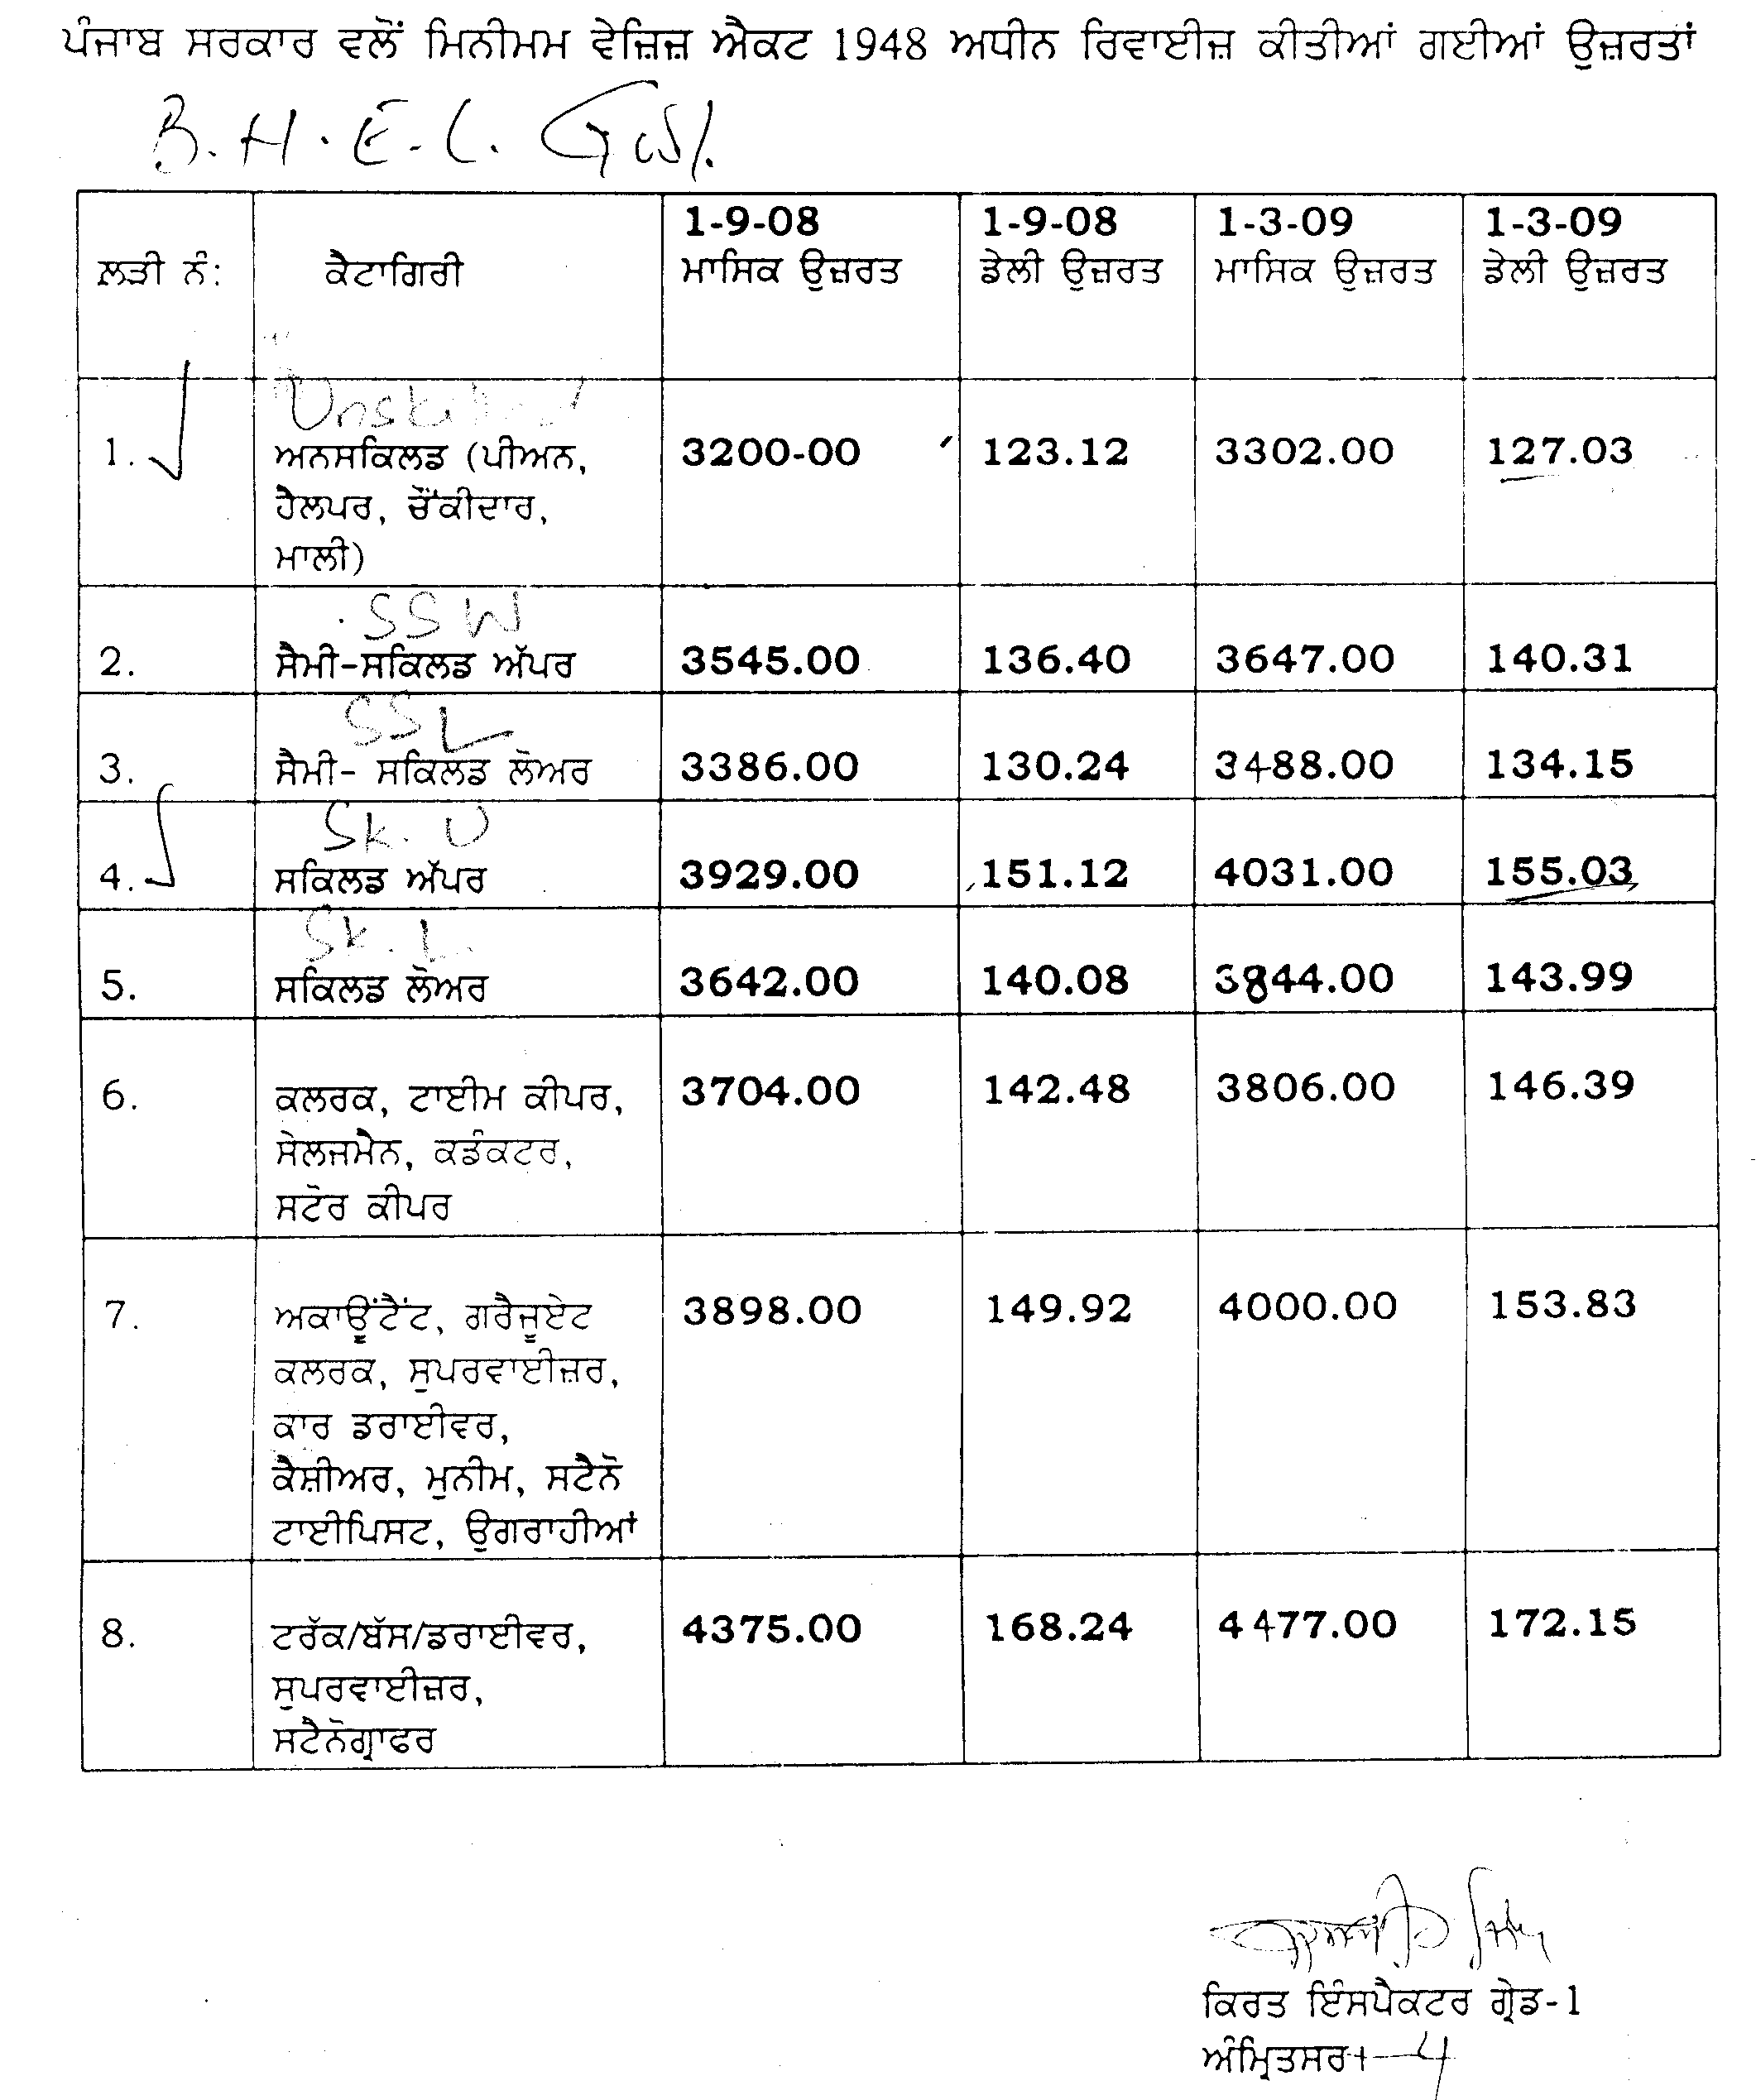 ਪੰਜਾਬ ਸਰਕਾਰ ਵਲੋਂ ਮਿਨੀਮਮ ਵੇਜ਼ਿਜ਼ ਐਕਟ 1948 ਅਧੀਨ ਰਿਵਾਈਜ਼ ਕੀਤੀਆਂ ਗਈਆਂ ਉਜ਼ਰਤਾਂ
B.H.E.L.
ਲੜੀ ਨੰ: ਕੈਟਾਗਿਰੀ 1-9-08 ਮਾਸਿਕ ਉਜ਼ਰਤ 1-9-08 ਡੇਲੀ ਉਜ਼ਰਤ 1-3-09 ਮਾਸਿਕ ਉਜ਼ਰਤ 1-3-09 ਡੇਲੀ ਉਜ਼ਰਤ
Unskilled
1. ਅਨਸਕਿਲਡ (ਪੀਅਨ, 3200-00 123.12 3302.00 127.03
ਹੈਲਪਰ, ਚੌਂਕੀਦਾਰ,
ਮਾਲੀ)
2. ਸੈਮੀ-ਸਕਿਲਡ ਅੱਪਰ 3545.00 136.40 3647.00 140.31
SSL
3. ਸੈਮੀ- ਸਕਿਲਡ ਲੋਅਰ 3386.00 130.24 3488.00 134.15
Sk. U
4. ਸਕਿਲਡ ਅੱਪਰ 3929.00 151.12 4031.00 155.03
Sk. L.
5. ਸਕਿਲਡ ਲੋਅਰ 3642.00 140.08 143.99
6. ਕਲਰਕ, ਟਾਈਮ ਕੀਪਰ, 3704.00 142.48 3806.00 146.39
ਸੇਲਜਮੈਨ, ਕਡੰਕਟਰ,
ਸਟੋਰ ਕੀਪਰ
7. ਅਕਾਊਂਟੈਂਟ, ਗਰੈਜੂਏਟ 3898.00 149.92 4000.00 153.83
ਕਲਰਕ, ਸੁਪਰਵਾਈਜ਼ਰ,
ਕਾਰ ਡਰਾਈਵਰ,
ਕੈਸ਼ੀਅਰ, ਮੁਨੀਮ, ਸਟੈਨੋ
ਟਾਈਪਿਸਟ, ਉਗਰਾਹੀਆਂ
8. ਟਰੱਕ/ਬੱਸ/ਡਰਾਈਵਰ, 4375.00 168.24 4477.00 172.15
ਸੁਪਰਵਾਈਜ਼ਰ,
ਸਟੈਨੋਗ੍ਰਾਫਰ
ਕਿਰਤ ਇੰਸਪੈਕਟਰ ਗ੍ਰੇਡ-1
ਅੰਮ੍ਰਿਤਸਰ। 4